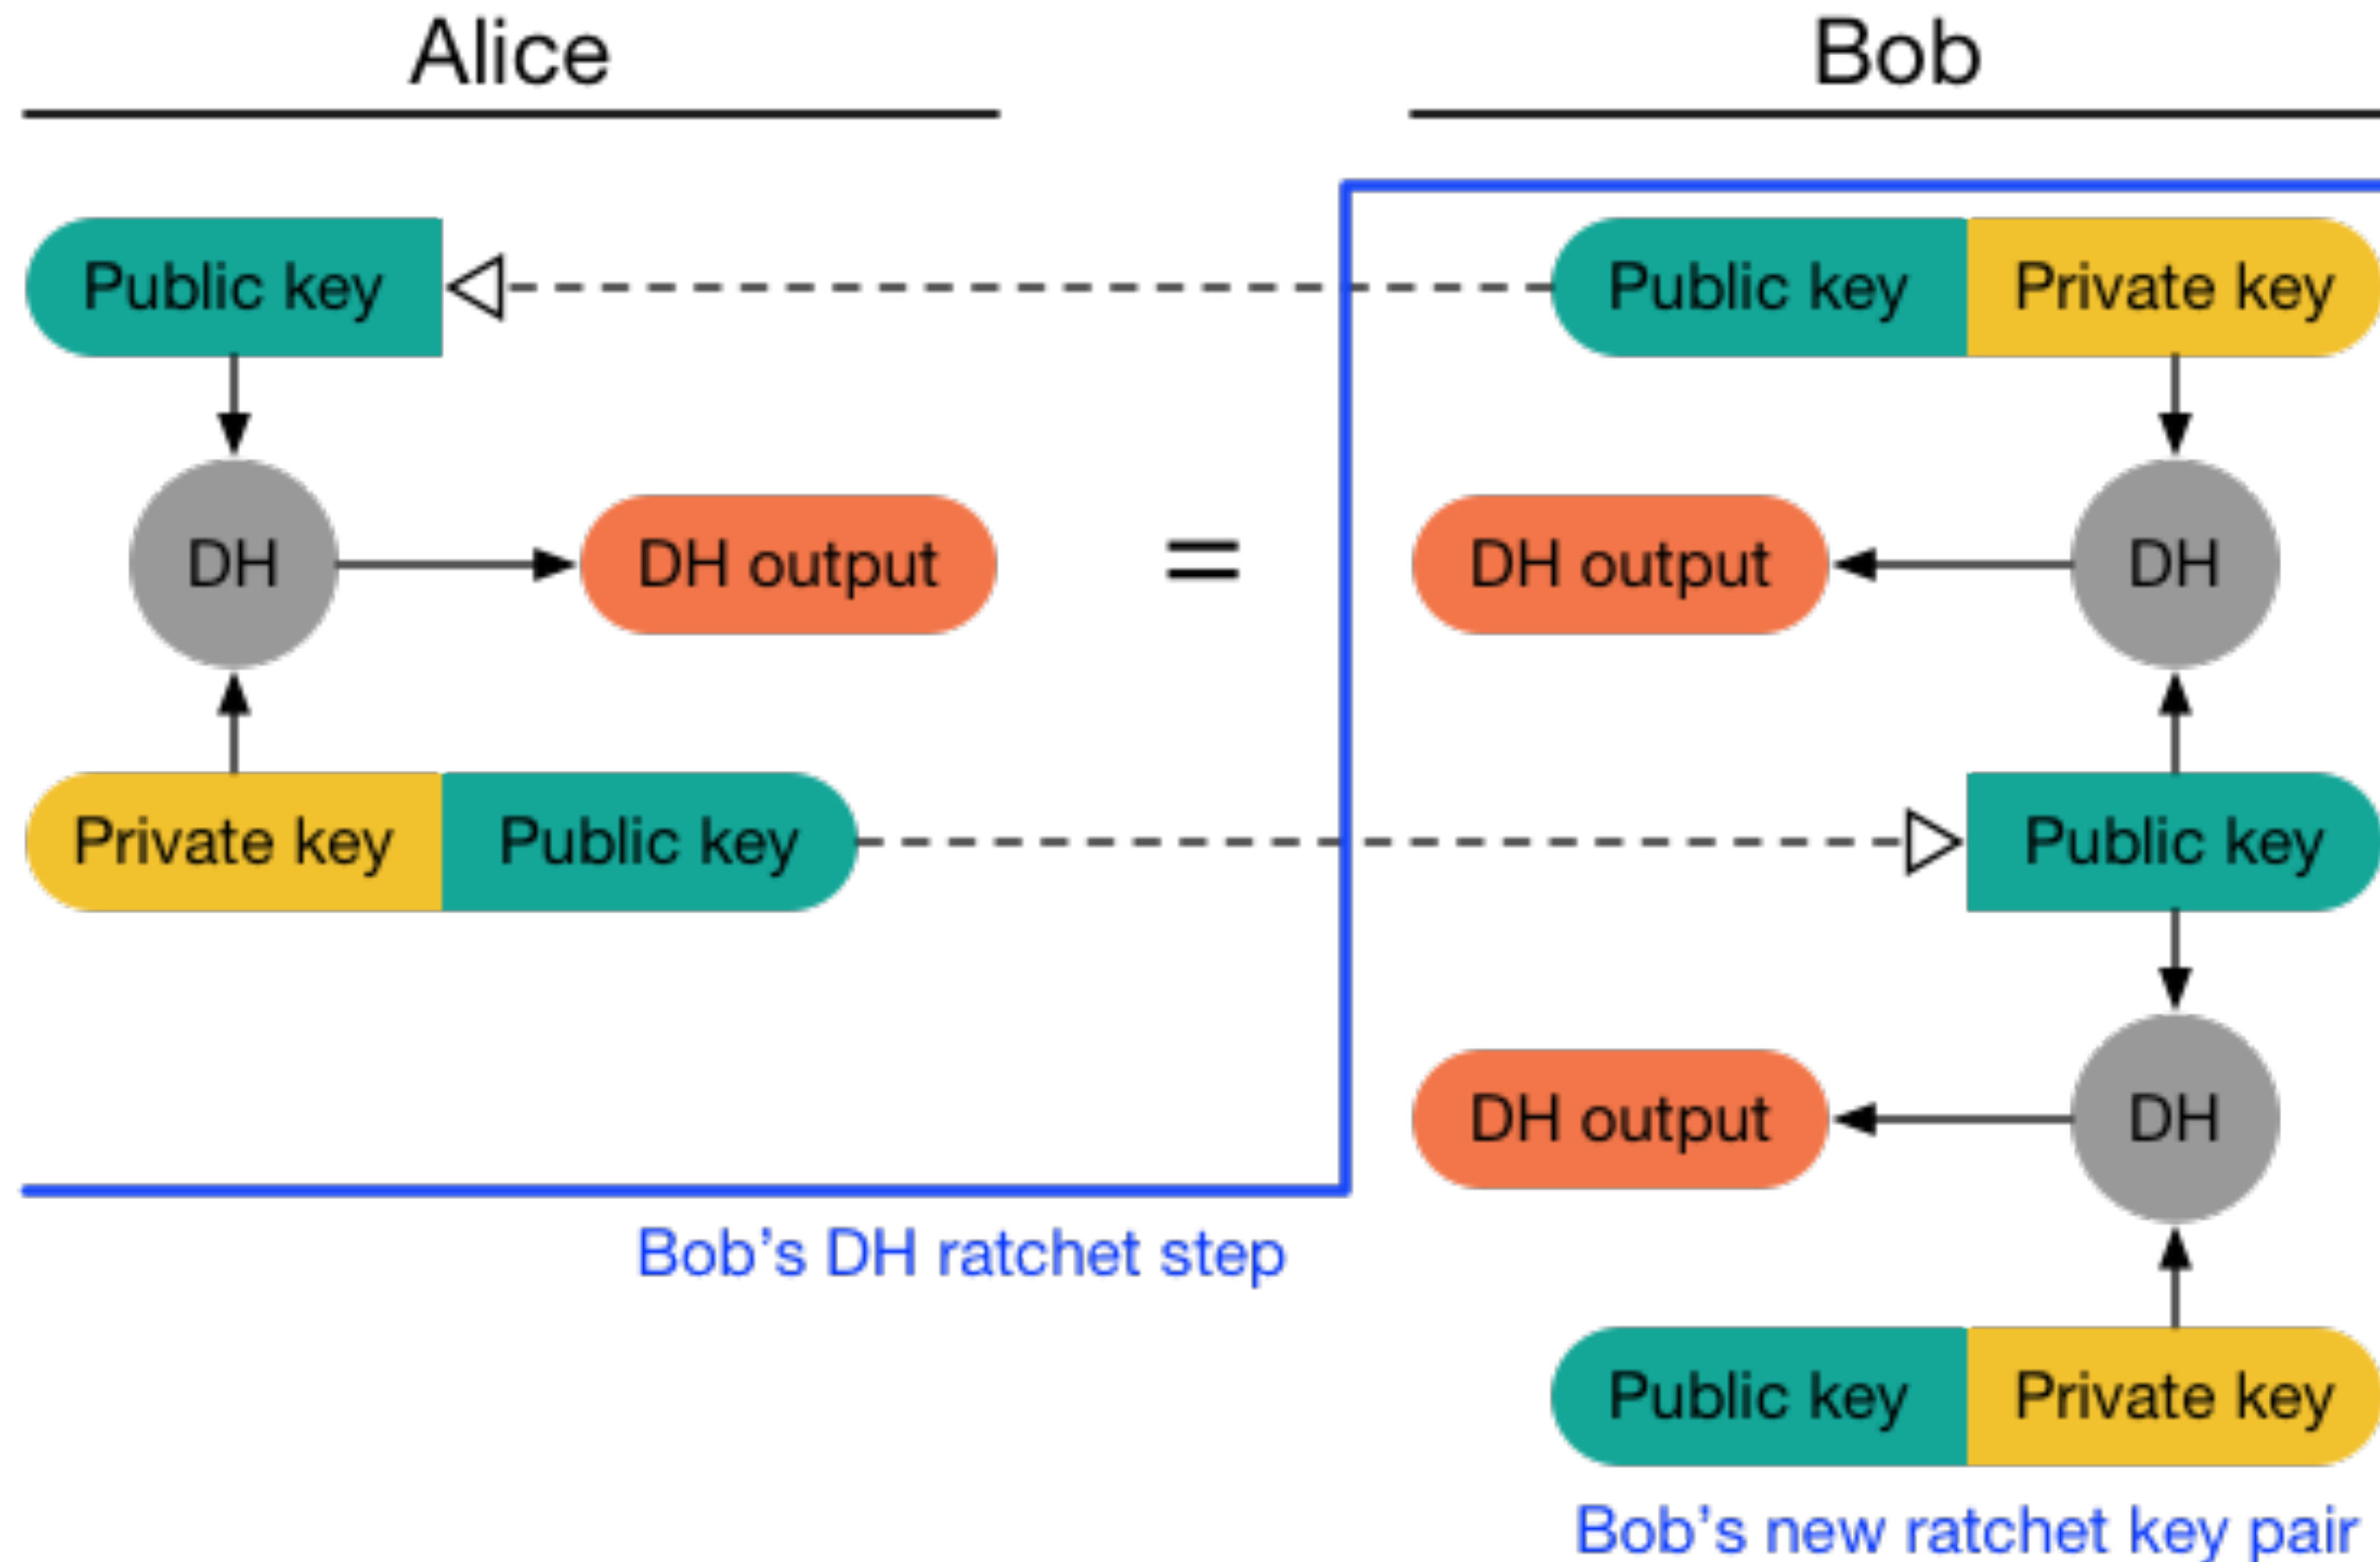 Alice
Bob
Public key
Public key
Private key
DH
DH output
=
DH output
DH
Private key
Public key
Public key
DH output
DH
Bob's DH ratchet step
Public key
Private key
Bob's new ratchet key pair